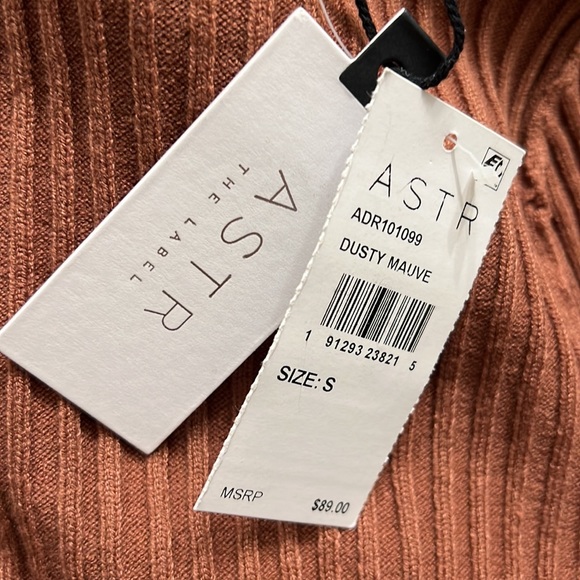 ASTR
THE LABEL
ASTR
ADR101099
DUSTY MAUVE
1 91293 23821 5
SIZE: S
MSRP $89.00